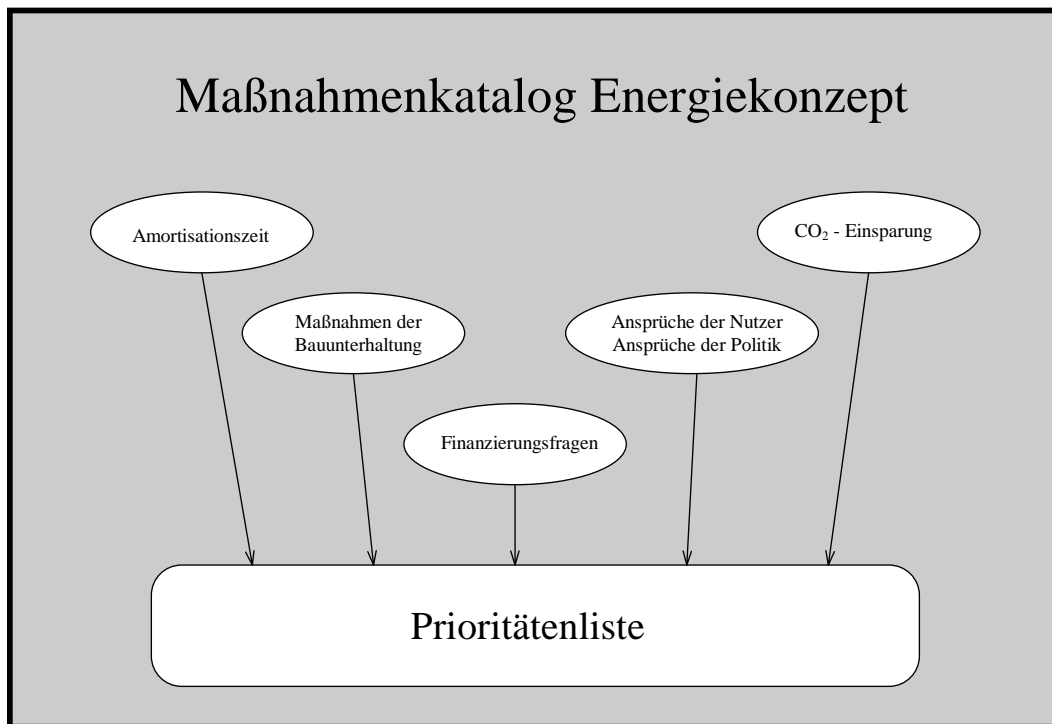 Maßnahmenkatalog Energiekonzept
Amortisationszeit
CO₂ - Einsparung
Maßnahmen der
Bauunterhaltung
Ansprüche der Nutzer
Ansprüche der Politik
Finanzierungsfragen
Prioritätenliste